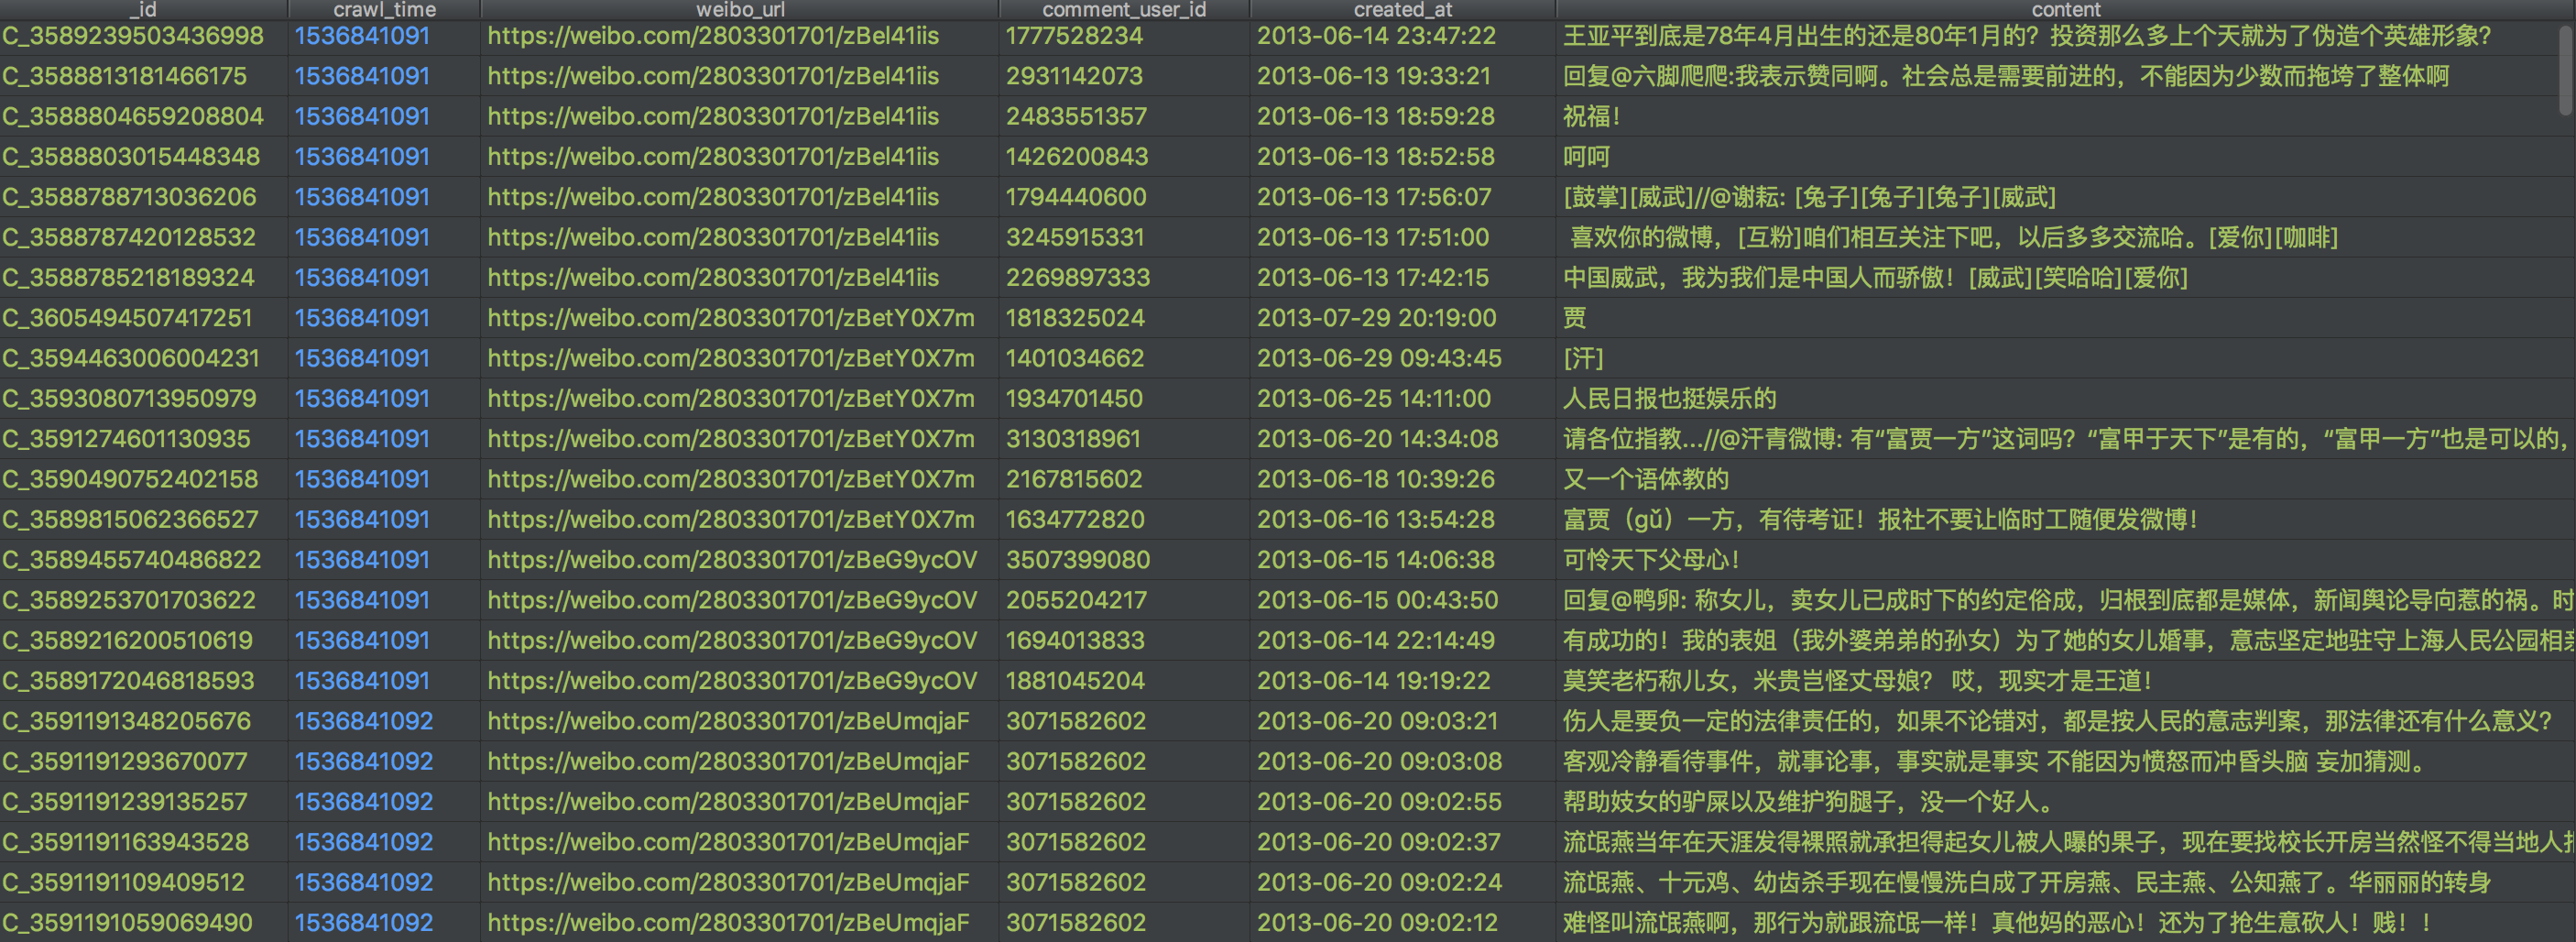 _id crawl_time weibo_url comment_user_id created_at content
C_3589239503436998 1536841091 https://weibo.com/2803301701/zBel41iis 1777528234 2013-06-14 23:47:22 王亚平到底是78年4月出生的还是80年1月的？投资那么多上个天就为了伪造个英雄形象？
C_3588813181466175 1536841091 https://weibo.com/2803301701/zBel41iis 2931142073 2013-06-13 19:33:21 回复@六脚爬爬:我表示赞同啊。社会总是需要前进的，不能因为少数而拖垮了整体啊
C_3588804659208804 1536841091 https://weibo.com/2803301701/zBel41iis 2483551357 2013-06-13 18:59:28 祝福！
C_3588803015448348 1536841091 https://weibo.com/2803301701/zBel41iis 1426200843 2013-06-13 18:52:58 呵呵
C_3588788713036206 1536841091 https://weibo.com/2803301701/zBel41iis 1794440600 2013-06-13 17:56:07 [鼓掌][威武]//@谢耘: [兔子][兔子][兔子][威武]
C_3588787420128532 1536841091 https://weibo.com/2803301701/zBel41iis 3245915331 2013-06-13 17:51:00 喜欢你的微博，[互粉]咱们相互关注下吧，以后多多交流哈。[爱你][咖啡]
C_3588785218189324 1536841091 https://weibo.com/2803301701/zBel41iis 2269897333 2013-06-13 17:42:15 中国威武，我为我们是中国人而骄傲！[威武][笑哈哈][爱你]
C_3605494507417251 1536841091 https://weibo.com/2803301701/zBetY0X7m 1818325024 2013-07-29 20:19:00 贾
C_3594463006004231 1536841091 https://weibo.com/2803301701/zBetY0X7m 1401034662 2013-06-29 09:43:45 [汗]
C_3593080713950979 1536841091 https://weibo.com/2803301701/zBetY0X7m 1934701450 2013-06-25 14:11:00 人民日报也挺娱乐的
C_3591274601130935 1536841091 https://weibo.com/2803301701/zBetY0X7m 3130318961 2013-06-20 14:34:08 请各位指教...//@汗青微博: 有“富贾一方”这词吗？“富甲于天下”是有的，“富甲一方”也是可以的，
C_3590490752402158 1536841091 https://weibo.com/2803301701/zBetY0X7m 2167815602 2013-06-18 10:39:26 又一个语体教的
C_3589815062366527 1536841091 https://weibo.com/2803301701/zBetY0X7m 1634772820 2013-06-16 13:54:28 富贾（gǔ）一方，有待考证！报社不要让临时工随便发微博！
C_3589455740486822 1536841091 https://weibo.com/2803301701/zBeG9ycOV 3507399080 2013-06-15 14:06:38 可怜天下父母心！
C_3589253701703622 1536841091 https://weibo.com/2803301701/zBeG9ycOV 2055204217 2013-06-15 00:43:50 回复@鸭卵: 称女儿，卖女儿已成时下的约定俗成，归根到底都是媒体，新闻舆论导向惹的祸。时
C_3589216200510619 1536841091 https://weibo.com/2803301701/zBeG9ycOV 1694013833 2013-06-14 22:14:49 有成功的！我的表姐（我外婆弟弟的孙女）为了她的女儿婚事，意志坚定地驻守上海人民公园相亲
C_3589172046818593 1536841091 https://weibo.com/2803301701/zBeG9ycOV 1881045204 2013-06-14 19:19:22 莫笑老朽称儿女，米贵岂怪丈母娘？ 哎，现实才是王道！
C_3591191348205676 1536841092 https://weibo.com/2803301701/zBeUmqjaF 3071582602 2013-06-20 09:03:21 伤人是要负一定的法律责任的，如果不论错对，都是按人民的意志判案，那法律还有什么意义？
C_3591191293670077 1536841092 https://weibo.com/2803301701/zBeUmqjaF 3071582602 2013-06-20 09:03:08 客观冷静看待事件，就事论事，事实就是事实 不能因为愤怒而冲昏头脑 妄加猜测。
C_3591191239135257 1536841092 https://weibo.com/2803301701/zBeUmqjaF 3071582602 2013-06-20 09:02:55 帮助妓女的驴屎以及维护狗腿子，没一个好人。
C_3591191163943528 1536841092 https://weibo.com/2803301701/zBeUmqjaF 3071582602 2013-06-20 09:02:37 流氓燕当年在天涯发得裸照就承担得起女儿被人曝的果子，现在要找校长开房当然怪不得当地人
C_3591191109409512 1536841092 https://weibo.com/2803301701/zBeUmqjaF 3071582602 2013-06-20 09:02:24 流氓燕、十元鸡、幼齿杀手现在慢慢洗白成了开房燕、民主燕、公知燕了。华丽丽的转身
C_3591191059069490 1536841092 https://weibo.com/2803301701/zBeUmqjaF 3071582602 2013-06-20 09:02:12 难怪叫流氓燕啊，那行为就跟流氓一样！真他妈的恶心！还为了抢生意砍人！贱！！